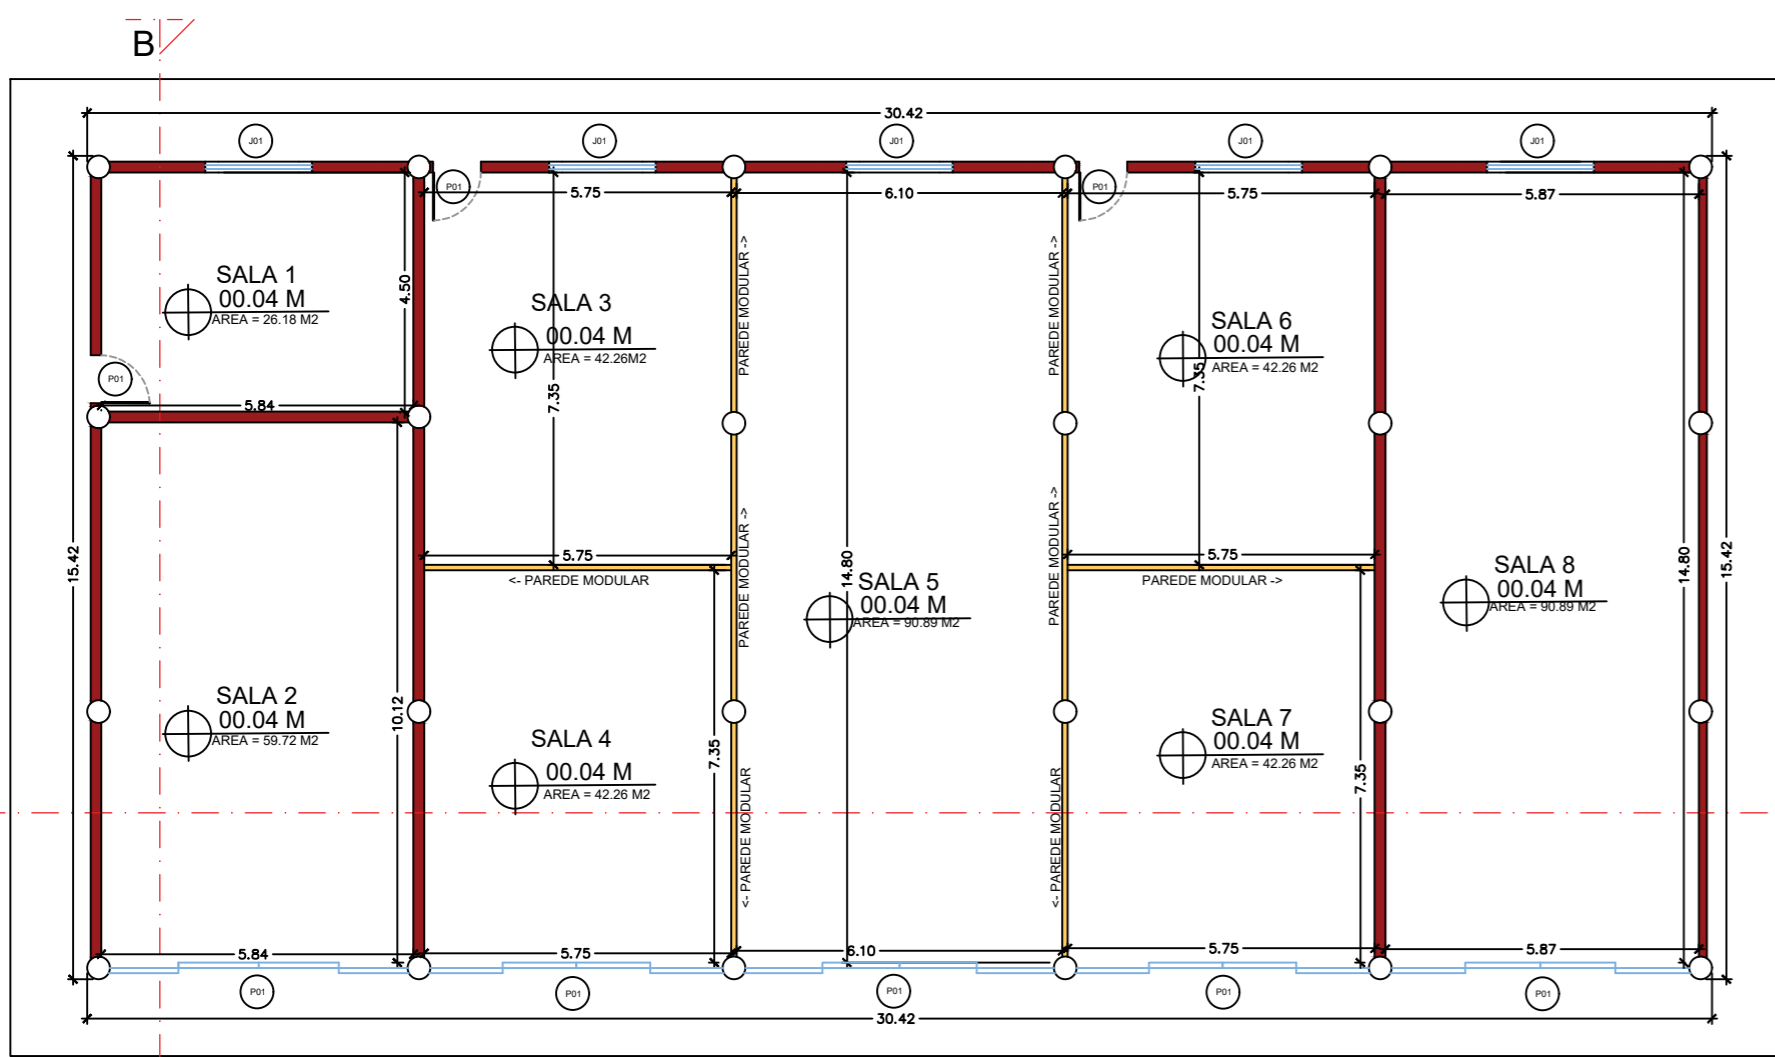 B
30.42
J01
J01
J01
J01
J01
P01
P01
5.75
6.10
5.75
5.87
SALA 1
00.04 M
AREA = 26.18 M2
4.50
SALA 3
00.04 M
AREA = 42.26M2
7.35
PAREDE MODULAR ->
PAREDE MODULAR ->
SALA 6
00.04 M
AREA = 42.26 M2
7.35
P01
5.84
15.42
5.75
<- PAREDE MODULAR
PAREDE MODULAR ->
14.80
SALA 5
00.04 M
AREA = 90.89 M2
PAREDE MODULAR ->
5.75
PAREDE MODULAR ->
SALA 8
00.04 M
AREA = 90.89 M2
14.80
15.42
SALA 2
00.04 M
AREA = 59.72 M2
10.12
SALA 4
00.04 M
AREA = 42.26 M2
7.35
<- PAREDE MODULAR
<- PAREDE MODULAR
SALA 7
00.04 M
AREA = 42.26 M2
7.35
5.84
5.75
6.10
5.75
5.87
P01
P01
P01
P01
P01
30.42